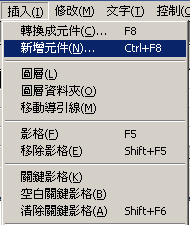 插入(I) 修改(M) 文字(T) 控制(C)
轉換成元件(C)... F8
新增元件(N)... Ctrl+F8
圖層(L)
圖層資料夾(O)
移動導引線(M)
影格(F) F5
移除影格(E) Shift+F5
關鍵影格(K)
空白關鍵影格(B)
清除關鍵影格(A) Shift+F6